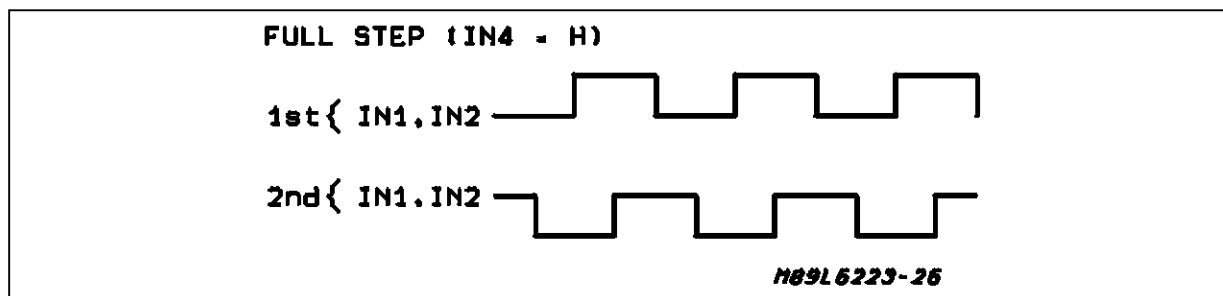 FULL STEP (IN4 = H)
1st{ IN1,IN2
2nd{ IN1.IN2
M89L6223-26